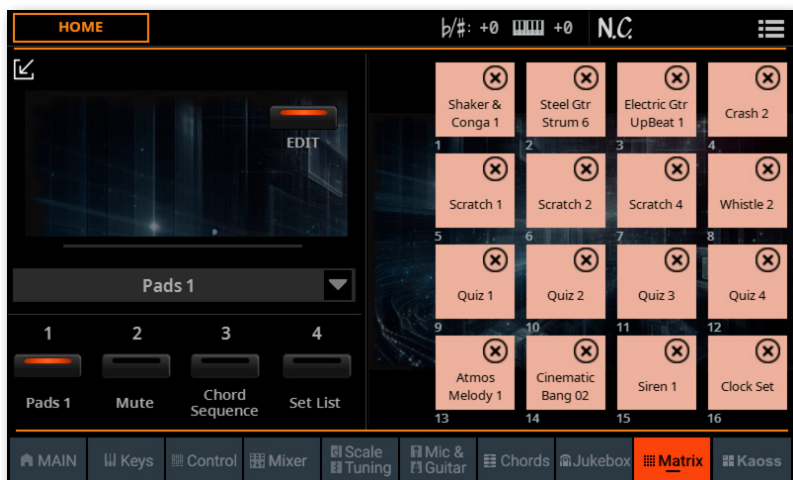 HOME
♭/#: +0 +0 N.C.
EDIT
Pads 1
1 2 3 4
Pads 1 Mute Chord Sequence Set List
Shaker & Conga 1
1
Steel Gtr Strum 6
2
Electric Gtr UpBeat 1
3
Crash 2
4
Scratch 1
5
Scratch 2
6
Scratch 4
7
Whistle 2
8
Quiz 1
9
Quiz 2
10
Quiz 3
11
Quiz 4
12
Atmos Melody 1
13
Cinematic Bang 02
14
Siren 1
15
Clock Set
16
MAIN Keys Control Mixer Scale Tuning Mic & Guitar Chords Jukebox Matrix Kaoss